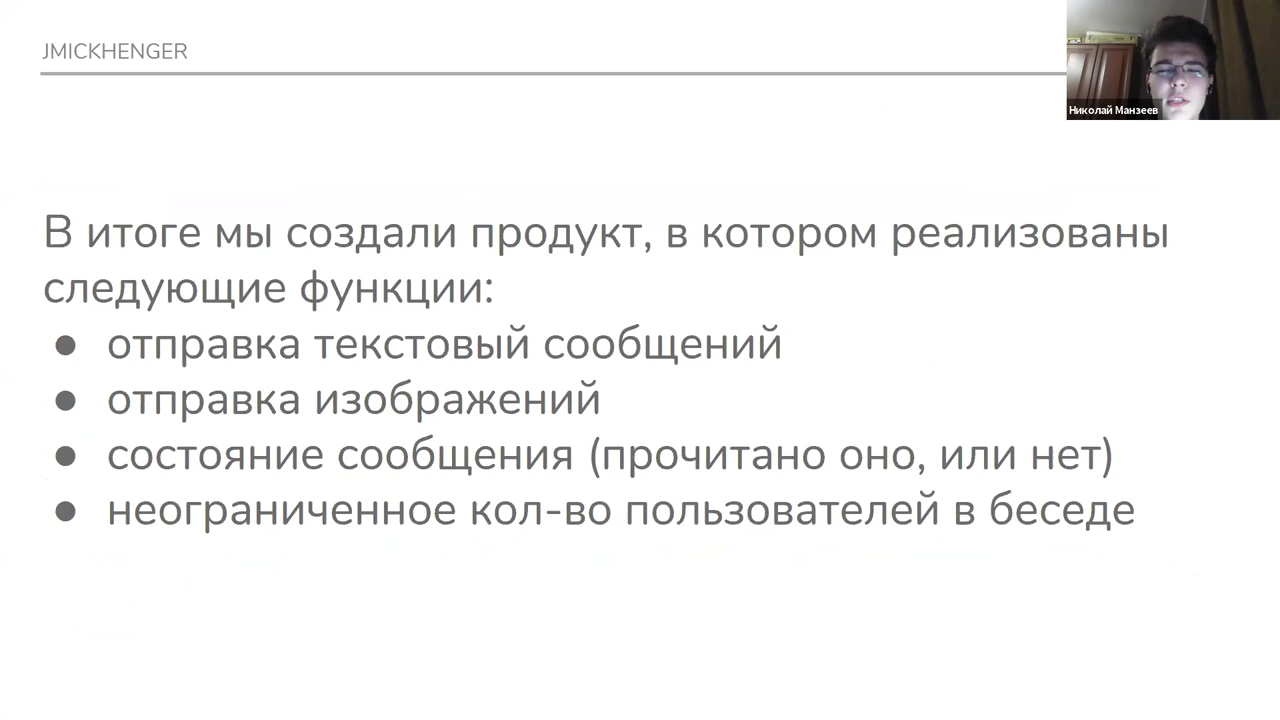 JMICKHENGER
Николай Манзеев
В итоге мы создали продукт, в котором реализованы
следующие функции:
● отправка текстовый сообщений
● отправка изображений
● состояние сообщения (прочитано оно, или нет)
● неограниченное кол-во пользователей в беседе